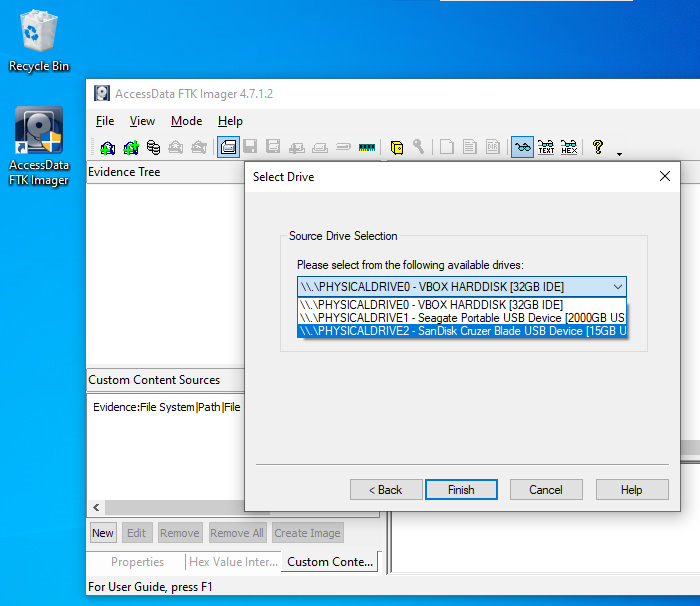 Recycle Bin
AccessData
FTK Imager
AccessData FTK Imager 4.7.1.2
File View Mode Help
TEXT HEX
Evidence Tree
Select Drive
Source Drive Selection
Please select from the following available drives:
\\.\PHYSICALDRIVE0 - VBOX HARDDISK [32GB IDE]
\\.\PHYSICALDRIVE0 - VBOX HARDDISK [32GB IDE]
\\.\PHYSICALDRIVE1 - Seagate Portable USB Device [2000GB US
\\.\PHYSICALDRIVE2 - SanDisk Cruzer Blade USB Device [15GB U
Custom Content Sources
Evidence:File System|Path|File
< Back Finish Cancel Help
New Edit Remove Remove All Create Image
Properties Hex Value Inter... Custom Conte...
For User Guide, press F1